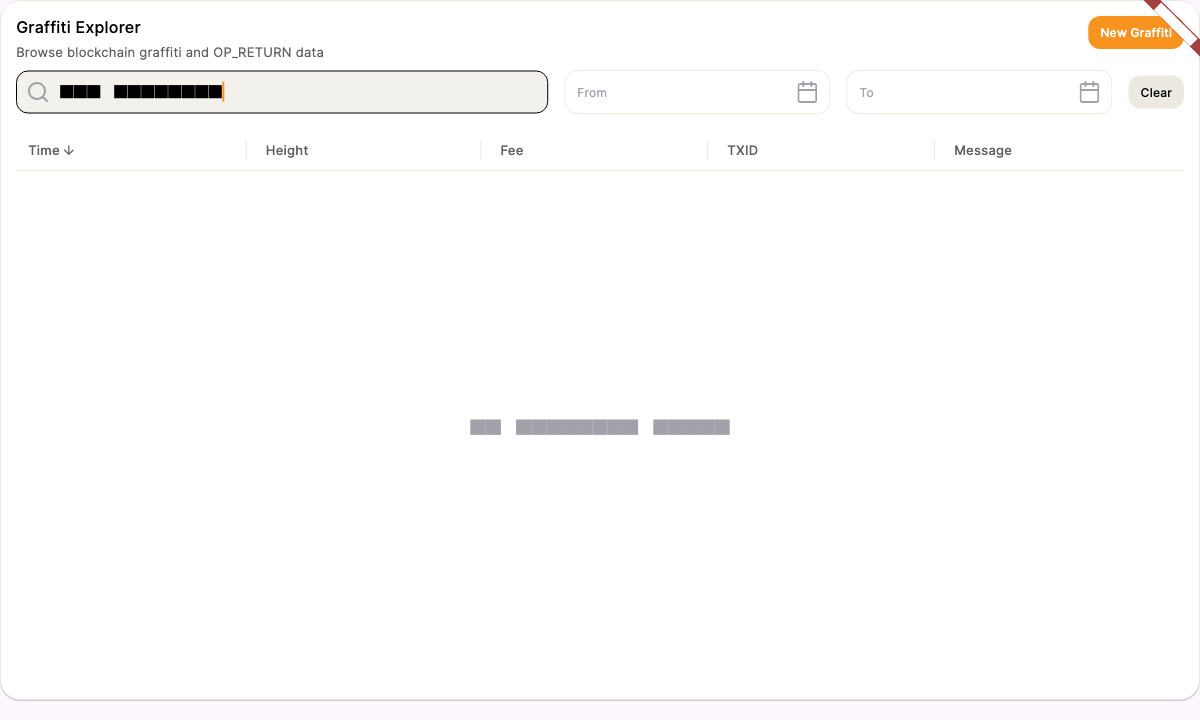 Graffiti Explorer
Browse blockchain graffiti and OP_RETURN data
New Graffiti
From
To
Clear
Time
Height
Fee
TXID
Message